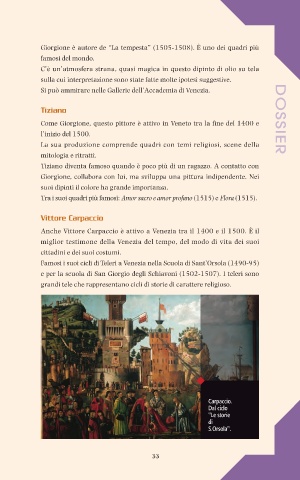 Giorgione è autore de "La tempesta" (1505-1508). È uno dei quadri più
famosi del mondo.
C'è un'atmosfera strana, quasi magica in questo dipinto di olio su tela
sulla cui interpretazione sono state fatte molte ipotesi suggestive.
Si può ammirare nelle Gallerie dell'Accademia di Venezia.
Tiziano
Come Giorgione, questo pittore è attivo in Veneto tra la fine del 1400 e
l'inizio del 1500.
La sua produzione comprende quadri con temi religiosi, scene della
mitologia e ritratti.
Tiziano diventa famoso quando è poco più di un ragazzo. A contatto con
Giorgione, collabora con lui, ma sviluppa una pittura indipendente. Nei
suoi dipinti il colore ha grande importanza.
Tra i suoi quadri più famosi: Amor sacro e amor profano (1515) e Flora (1515).
Vittore Carpaccio
Anche Vittore Carpaccio è attivo a Venezia tra il 1400 e il 1500. È il
miglior testimone della Venezia del tempo, del modo di vita dei suoi
cittadini e dei suoi costumi.
Famosi i suoi cicli di Teleri a Venezia nella Scuola di Sant'Orsola (1490-95)
e per la scuola di San Giorgio degli Schiavoni (1502-1507). I teleri sono
grandi tele che rappresentano cicli di storie di carattere religioso.
DOSSIER
Carpaccio.
Dal ciclo
"Le storie
di
S.Orsola".
33